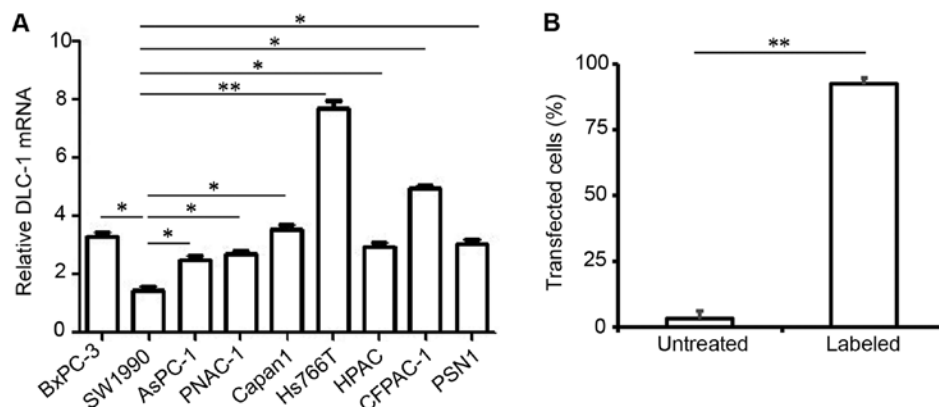 A
Relative DLC-1 mRNA
10
8
6
4
2
0
*
*
*
*
**
*
*
*
*
BxPC-3
SW1990
AsPC-1
PNAC-1
Capan1
Hs766T
HPAC
CFPAC-1
PSN1
B
Transfected cells (%)
100
75
50
25
0
**
Untreated
Labeled